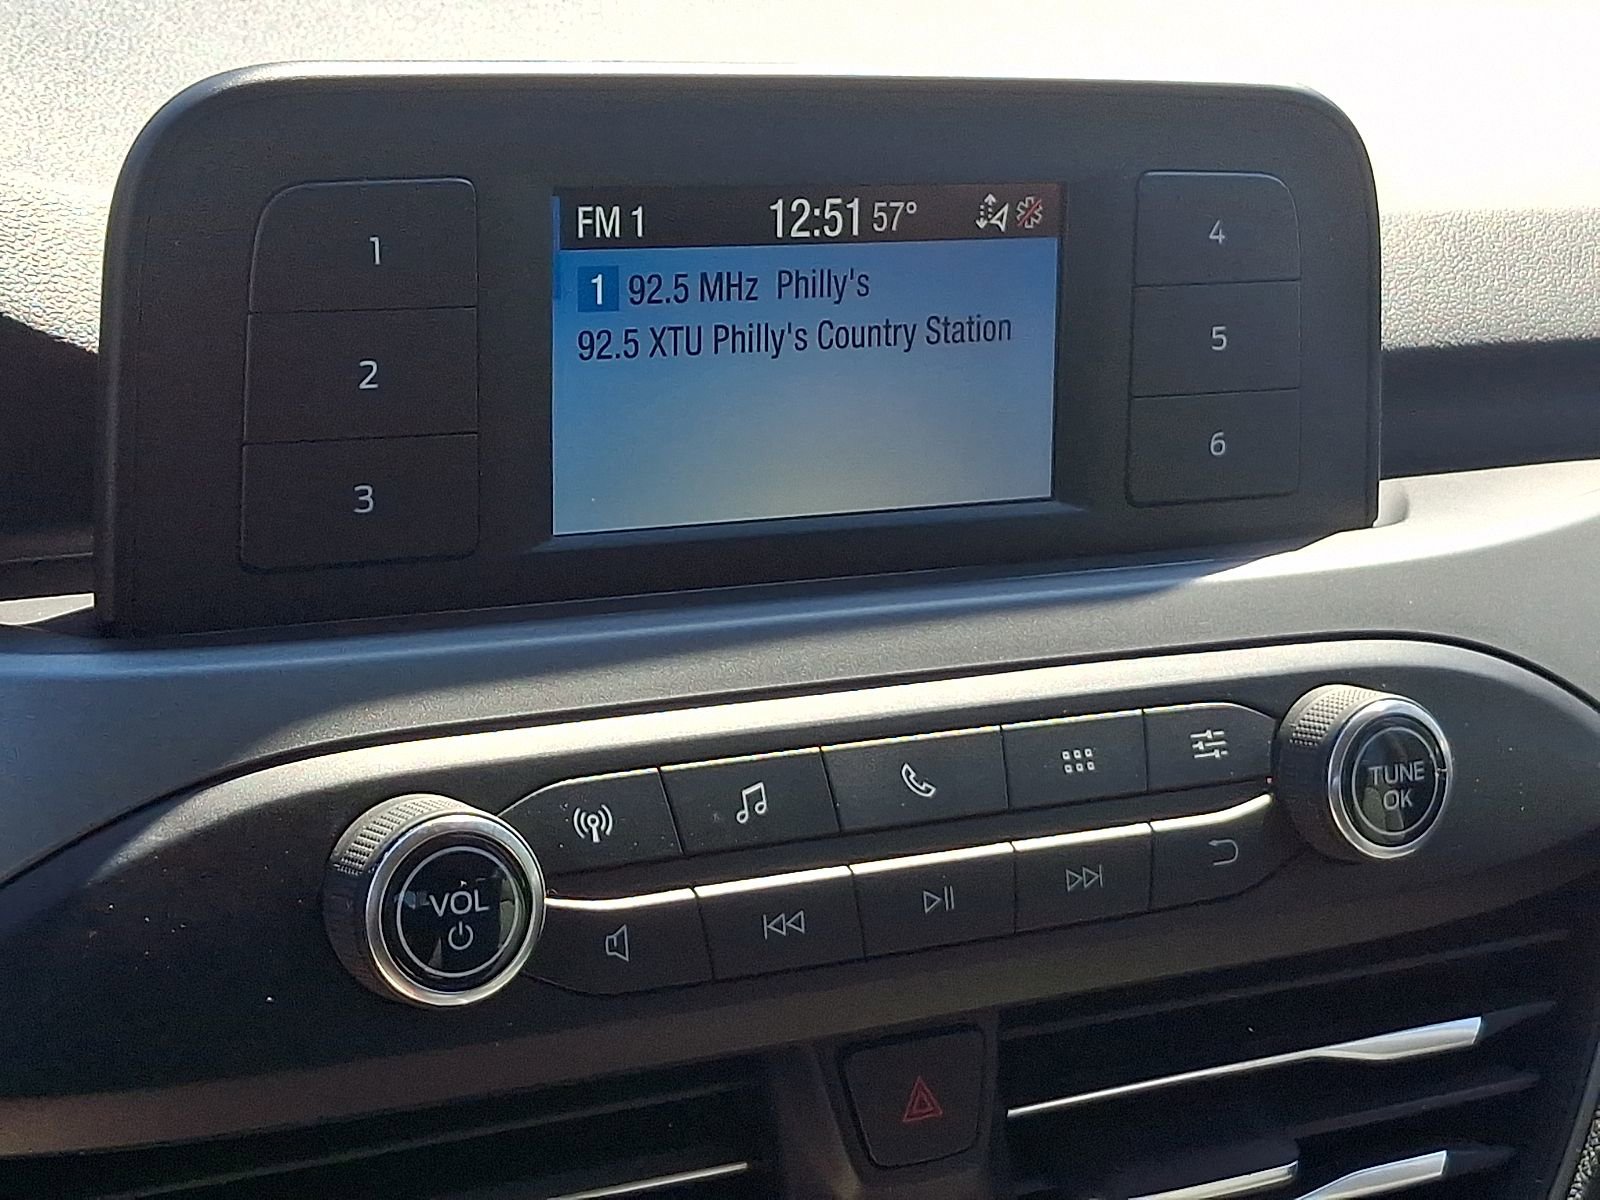 FM 1 12:51 57°
1 92.5 MHz Philly's
92.5 XTU Philly's Country Station
1
2
3
4
5
6
VOL
TUNE
OK